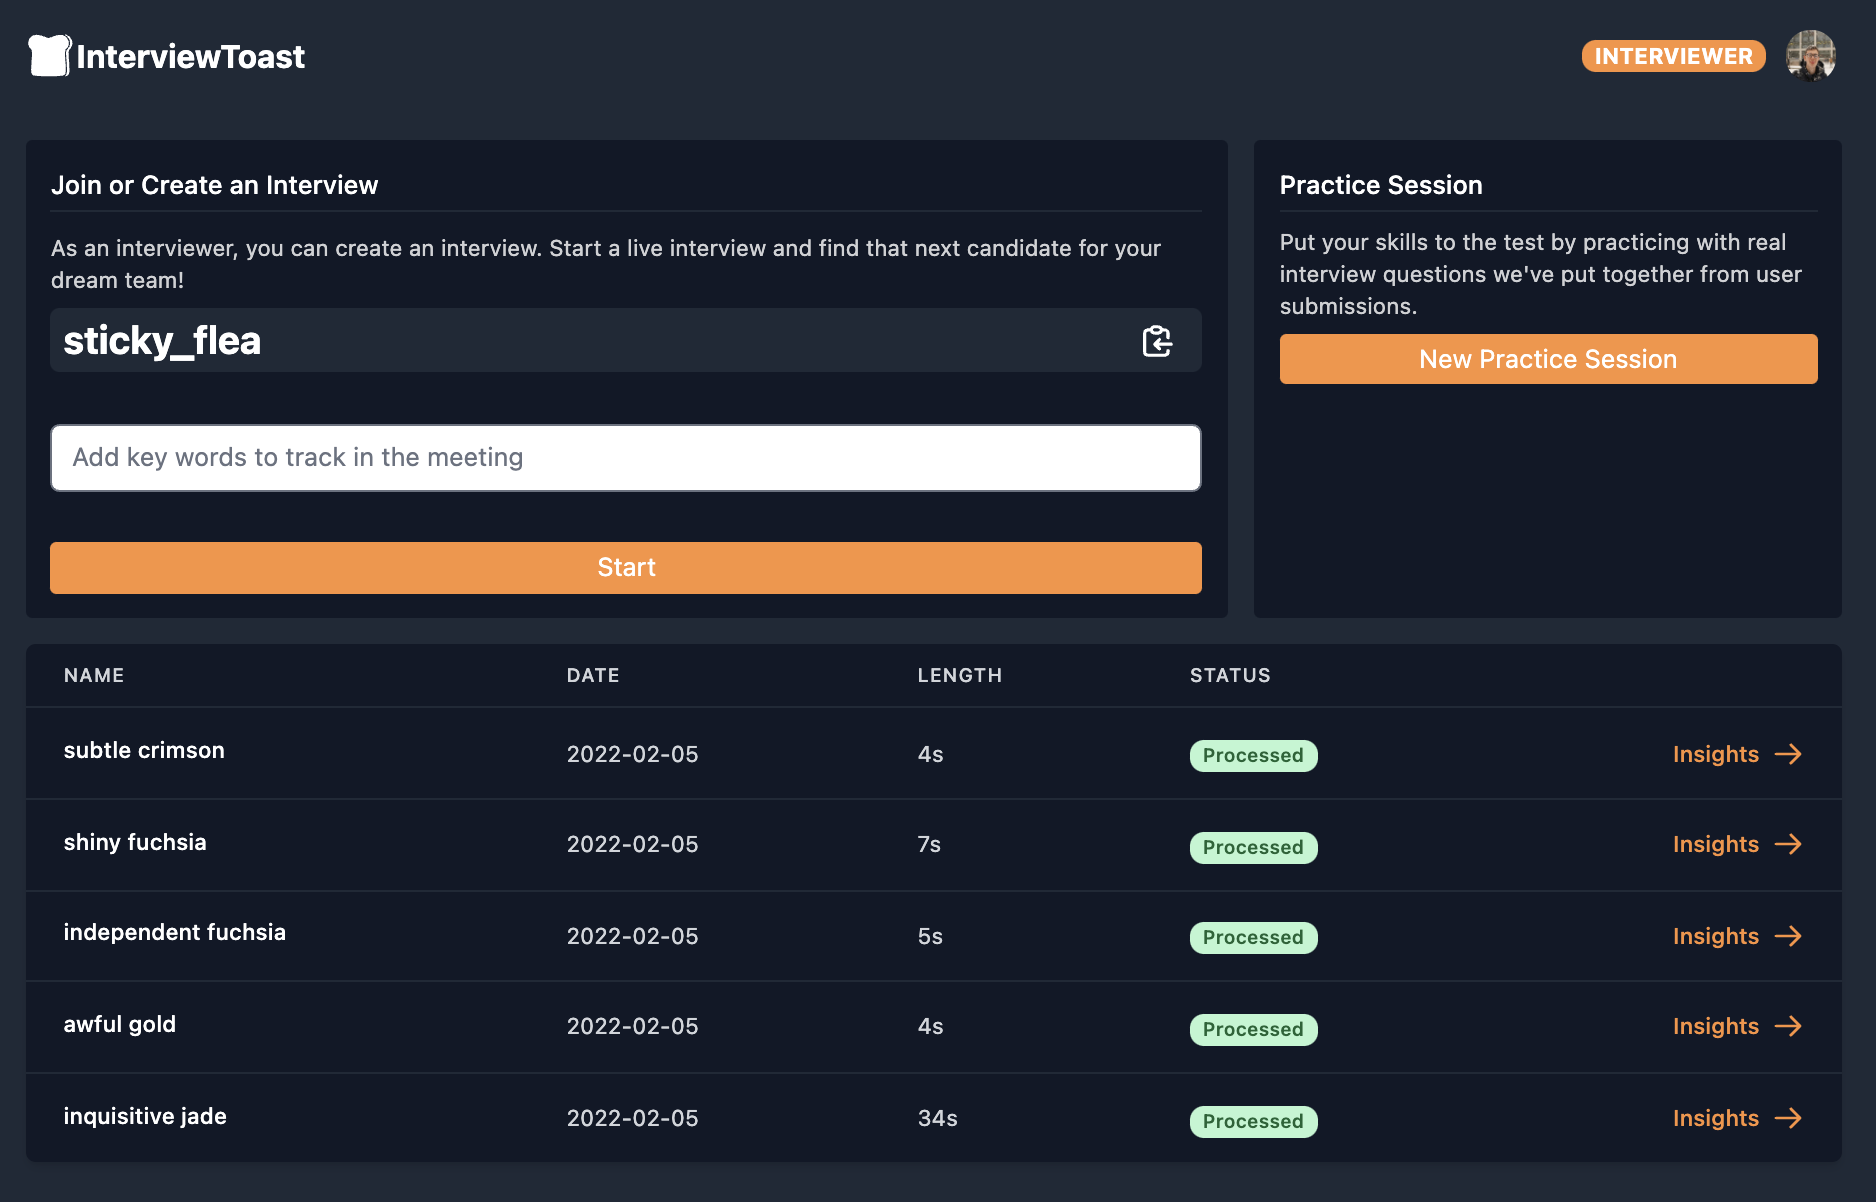 InterviewToast
INTERVIEWER
Join or Create an Interview
As an interviewer, you can create an interview. Start a live interview and find that next candidate for your
dream team!
sticky_flea
Add key words to track in the meeting
Start
Practice Session
Put your skills to the test by practicing with real
interview questions we've put together from user
submissions.
New Practice Session
NAME DATE LENGTH STATUS
subtle crimson 2022-02-05 4s Processed Insights →
shiny fuchsia 2022-02-05 7s Processed Insights →
independent fuchsia 2022-02-05 5s Processed Insights →
awful gold 2022-02-05 4s Processed Insights →
inquisitive jade 2022-02-05 34s Processed Insights →